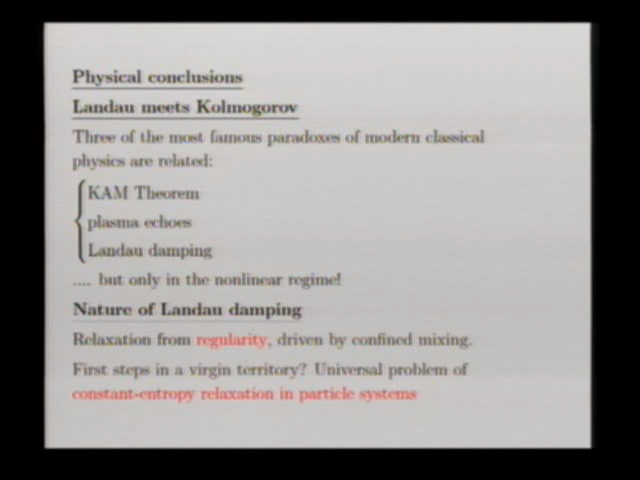 Physical conclusions
Landau meets Kolmogorov
Three of the most famous paradoxes of modern classical
physics are related:
KAM Theorem
plasma echoes
Landau damping
.... but only in the nonlinear regime!
Nature of Landau damping
Relaxation from regularity, driven by confined mixing.
First steps in a virgin territory? Universal problem of
constant-entropy relaxation in particle systems